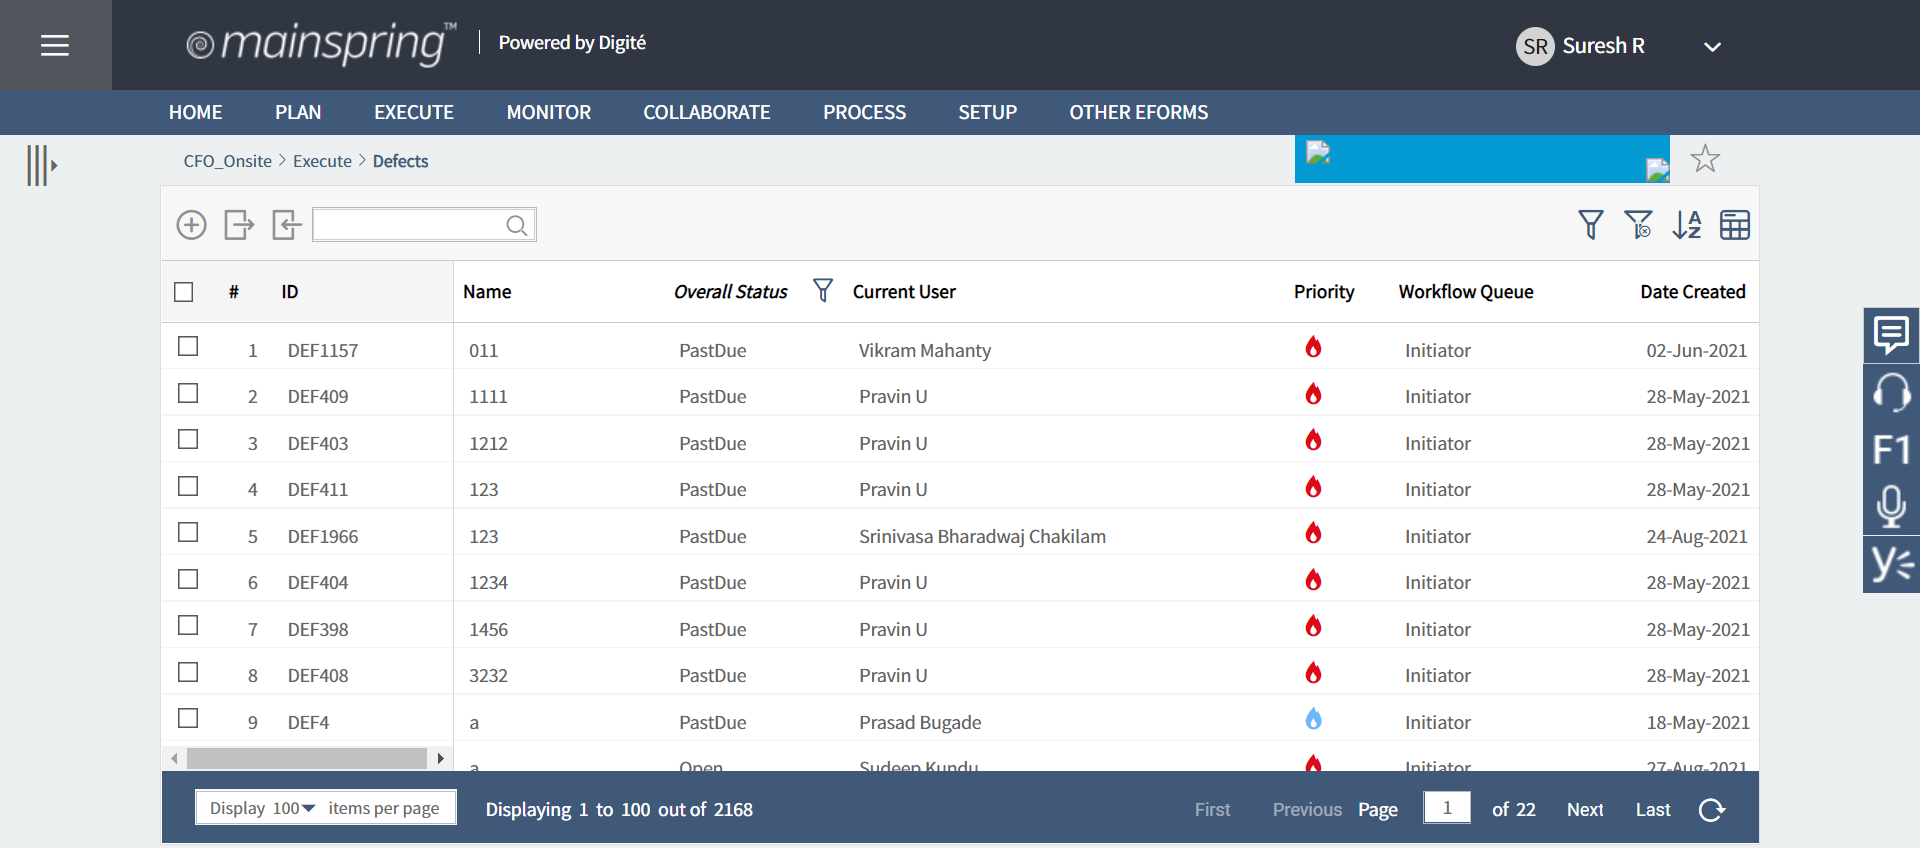 mainspring™ Powered by Digité
SR Suresh R
HOME PLAN EXECUTE MONITOR COLLABORATE PROCESS SETUP OTHER EFORMS
CFO_Onsite > Execute > Defects
# ID Name Overall Status Current User Priority Workflow Queue Date Created
1 DEF1157 011 PastDue Vikram Mahanty Initiator 02-Jun-2021
2 DEF409 1111 PastDue Pravin U Initiator 28-May-2021
3 DEF403 1212 PastDue Pravin U Initiator 28-May-2021
4 DEF411 123 PastDue Pravin U Initiator 28-May-2021
5 DEF1966 123 PastDue Srinivasa Bharadwaj Chakilam Initiator 24-Aug-2021
6 DEF404 1234 PastDue Pravin U Initiator 28-May-2021
7 DEF398 1456 PastDue Pravin U Initiator 28-May-2021
8 DEF408 3232 PastDue Pravin U Initiator 28-May-2021
9 DEF4 a PastDue Prasad Bugade Initiator 18-May-2021
a Open Sudeep Kundu Initiator 27-Aug-2021
Display 100 items per page Displaying 1 to 100 out of 2168 First Previous Page 1 of 22 Next Last
F1